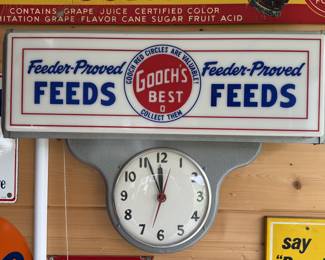 CONTAINS GRAPE JUICE CERTIFIED COLOR
IMITATION GRAPE FLAVOR CANE SUGAR FRUIT ACID
Feeder-Proved
FEEDS
GOOCH RED CIRCLES ARE VALUABLE!
GOOCH'S
BEST
COLLECT THEM
Feeder-Proved
FEEDS
12
1
2
3
4
5
6
7
8
9
10
11
say